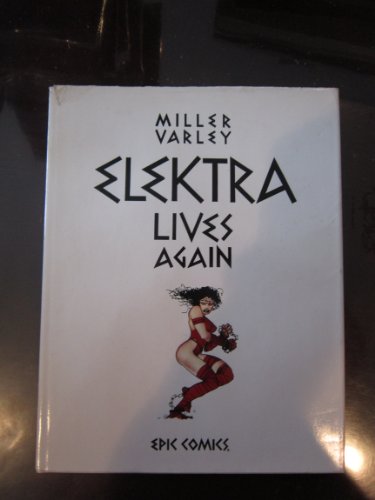 MILLER
VARLEY
ELEKTRA
LIVES
AGAIN
EPIC COMICS.